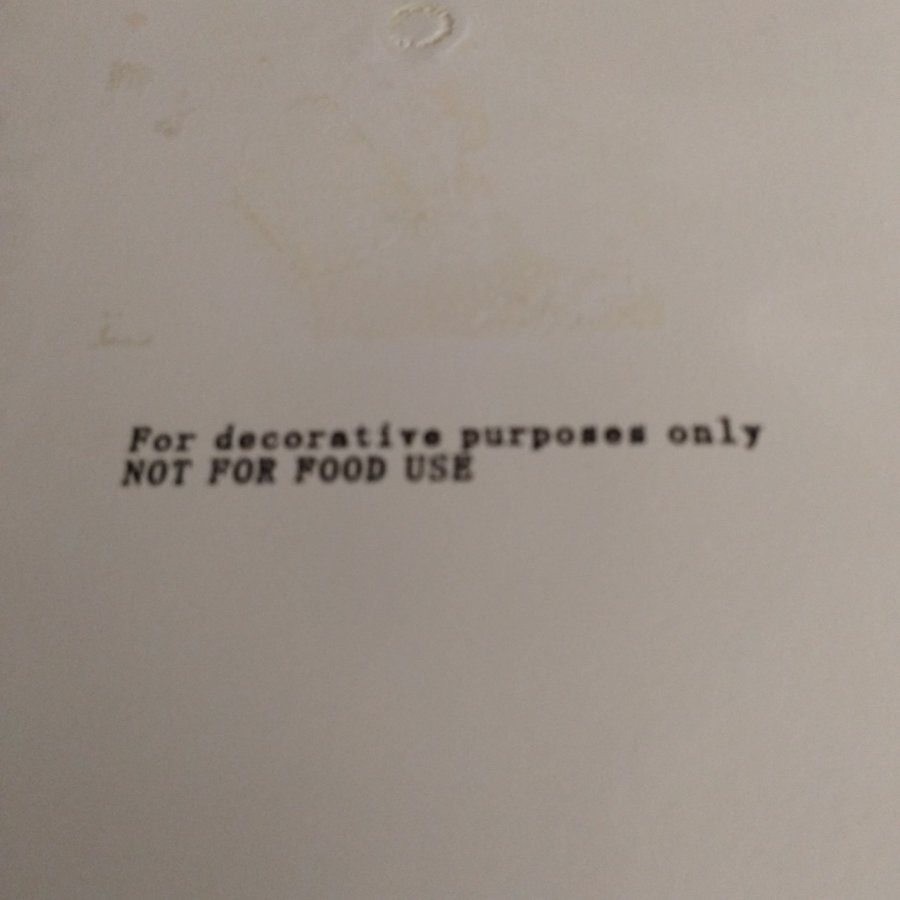 For decorative purposes only
NOT FOR FOOD USE